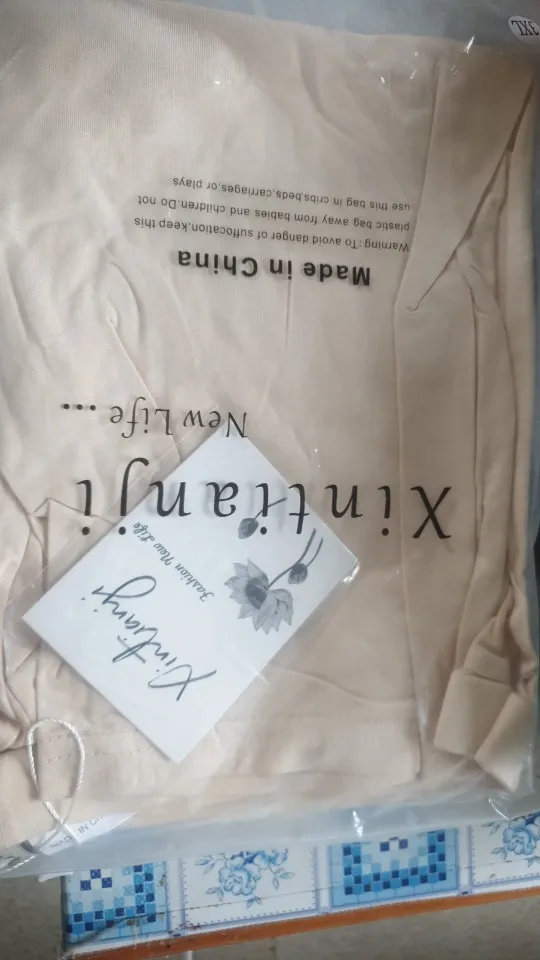 3XL
Xintianji
New Life ...
Made in China
Warning:To avoid danger of suffocation,keep this
plastic bag away from babies and children.Do not
use this bag in cribs,beds,carriages,or plays
Xintianji
Fashion New Life